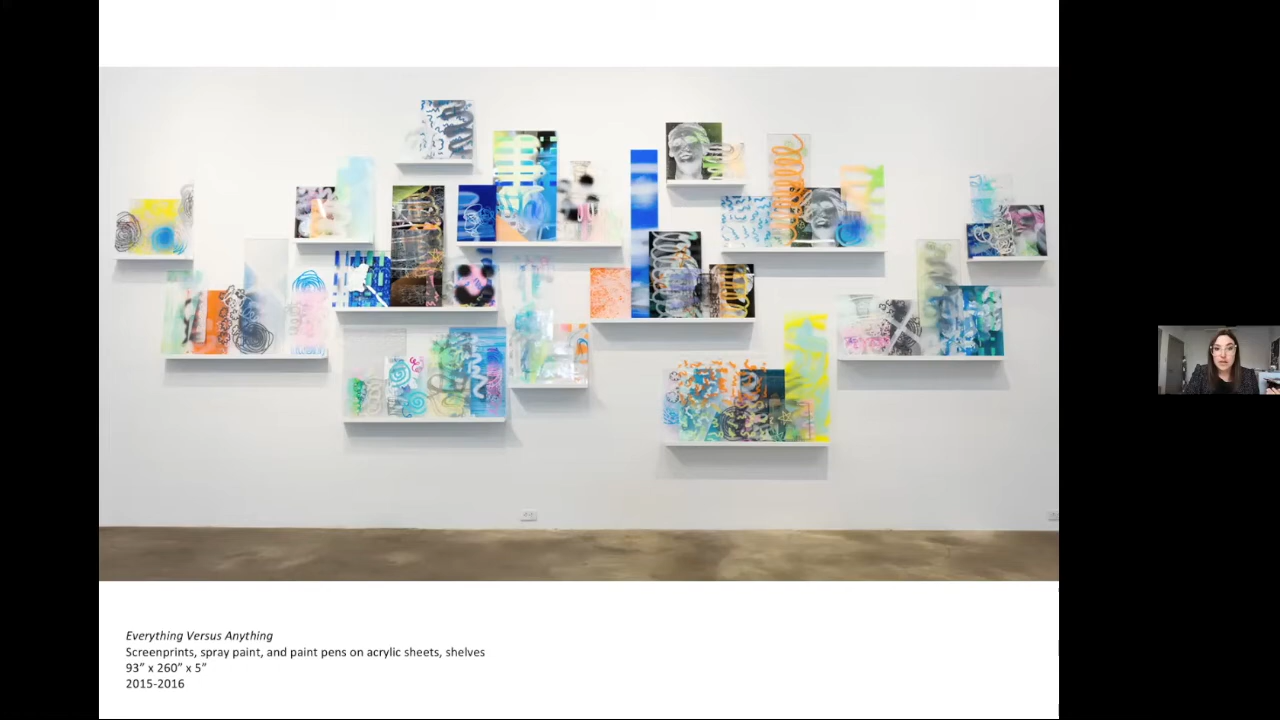 Everything Versus Anything
Screenprints, spray paint, and paint pens on acrylic sheets, shelves
93” x 260” x 5”
2015-2016